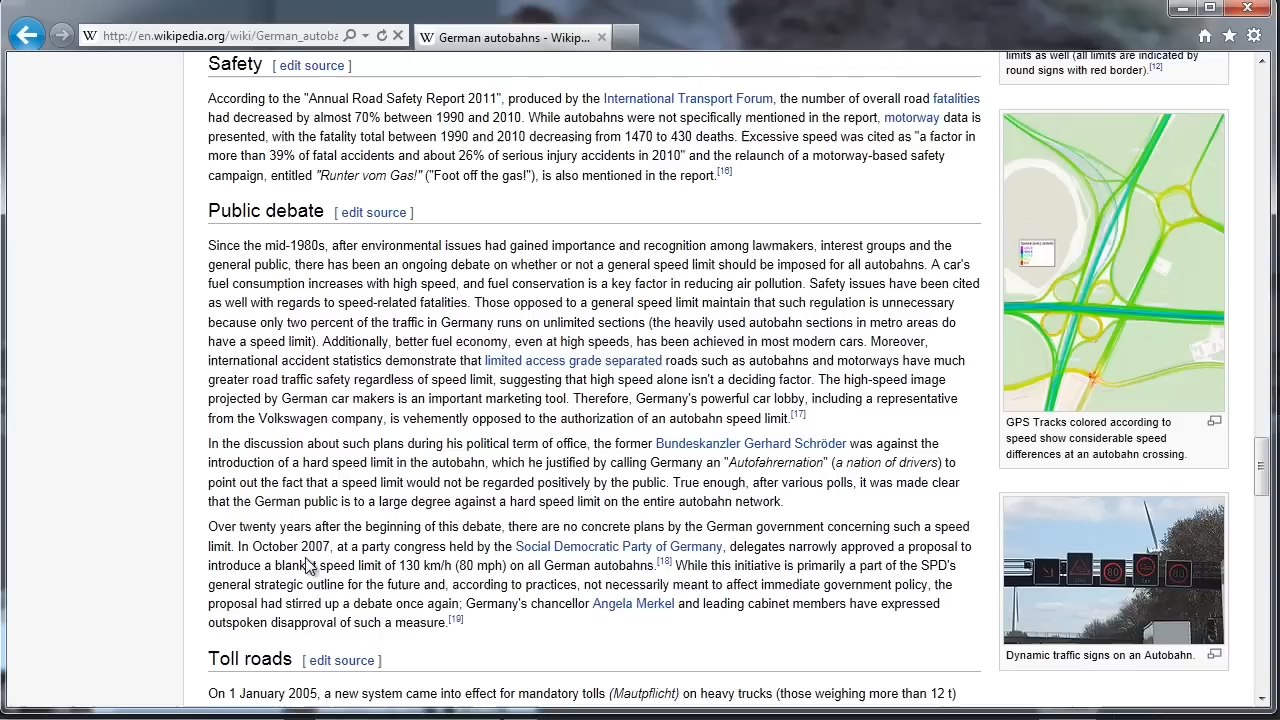 http://en.wikipedia.org/wiki/German_autoba
W German autobahns - Wikip...
Safety [ edit source ]
According to the "Annual Road Safety Report 2011", produced by the International Transport Forum, the number of overall road fatalities
had decreased by almost 70% between 1990 and 2010. While autobahns were not specifically mentioned in the report, motorway data is
presented, with the fatality total between 1990 and 2010 decreasing from 1470 to 430 deaths. Excessive speed was cited as "a factor in
more than 39% of fatal accidents and about 26% of serious injury accidents in 2010" and the relaunch of a motorway-based safety
campaign, entitled "Runter vom Gas!" ("Foot off the gas!"), is also mentioned in the report.[16]
Public debate [ edit source ]
Since the mid-1980s, after environmental issues had gained importance and recognition among lawmakers, interest groups and the
general public, there has been an ongoing debate on whether or not a general speed limit should be imposed for all autobahns. A car's
fuel consumption increases with high speed, and fuel conservation is a key factor in reducing air pollution. Safety issues have been cited
as well with regards to speed-related fatalities. Those opposed to a general speed limit maintain that such regulation is unnecessary
because only two percent of the traffic in Germany runs on unlimited sections (the heavily used autobahn sections in metro areas do
have a speed limit). Additionally, better fuel economy, even at high speeds, has been achieved in most modern cars. Moreover,
international accident statistics demonstrate that limited access grade separated roads such as autobahns and motorways have much
greater road traffic safety regardless of speed limit, suggesting that high speed alone isn't a deciding factor. The high-speed image
projected by German car makers is an important marketing tool. Therefore, Germany's powerful car lobby, including a representative
from the Volkswagen company, is vehemently opposed to the authorization of an autobahn speed limit.[17]
In the discussion about such plans during his political term of office, the former Bundeskanzler Gerhard Schröder was against the
introduction of a hard speed limit in the autobahn, which he justified by calling Germany an "Autofahrernation" (a nation of drivers) to
point out the fact that a speed limit would not be regarded positively by the public. True enough, after various polls, it was made clear
that the German public is to a large degree against a hard speed limit on the entire autobahn network.
Over twenty years after the beginning of this debate, there are no concrete plans by the German government concerning such a speed
limit. In October 2007, at a party congress held by the Social Democratic Party of Germany, delegates narrowly approved a proposal to
introduce a blanket speed limit of 130 km/h (80 mph) on all German autobahns.[18] While this initiative is primarily a part of the SPD's
general strategic outline for the future and, according to practices, not necessarily meant to affect immediate government policy, the
proposal had stirred up a debate once again; Germany's chancellor Angela Merkel and leading cabinet members have expressed
outspoken disapproval of such a measure.[19]
Toll roads [ edit source ]
On 1 January 2005, a new system came into effect for mandatory tolls (Mautpflicht) on heavy trucks (those weighing more than 12 t)
limits as well (all limits are indicated by
round signs with red border).[12]
GPS Tracks colored according to
speed show considerable speed
differences at an autobahn crossing.
80
80
Dynamic traffic signs on an Autobahn.